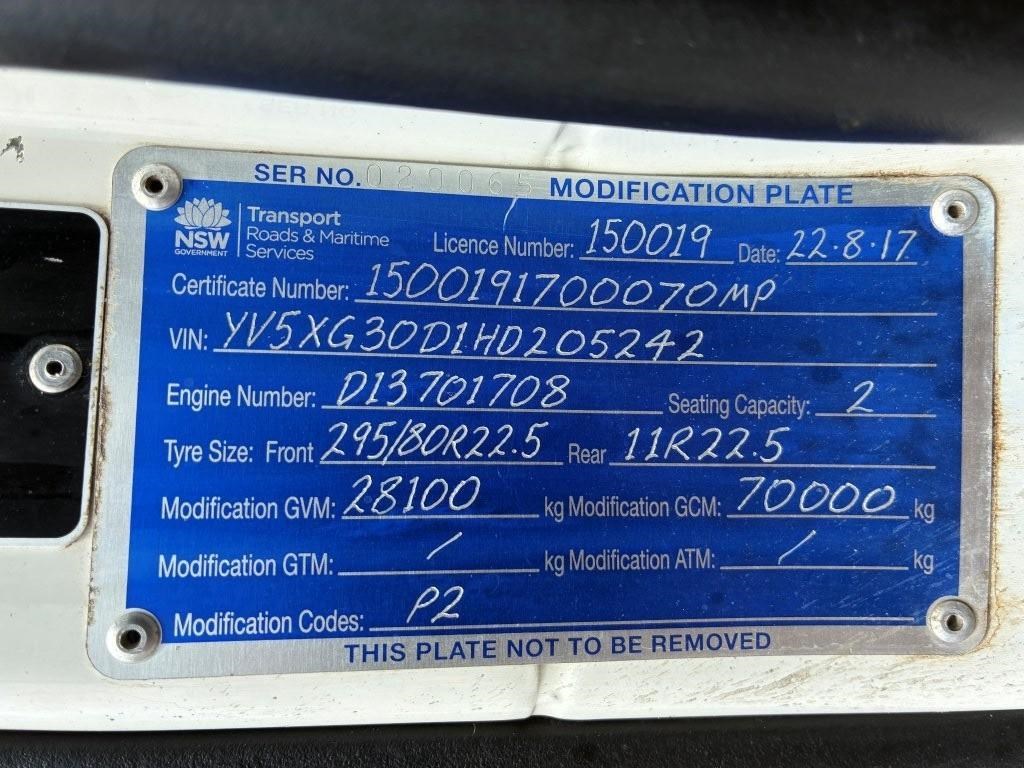 SER NO. 020065 MODIFICATION PLATE
NSW GOVERNMENT
Transport
Roads & Maritime
Services
Licence Number: 150019 Date: 22.8.17
Certificate Number: 1500191700070MP
VIN: YV5XG30D1HD205242
Engine Number: D13701708 Seating Capacity: 2
Tyre Size: Front 295/80R22.5 Rear 11R22.5
Modification GVM: 28100 kg Modification GCM: 70000 kg
Modification GTM: / kg Modification ATM: / kg
Modification Codes: P2
THIS PLATE NOT TO BE REMOVED